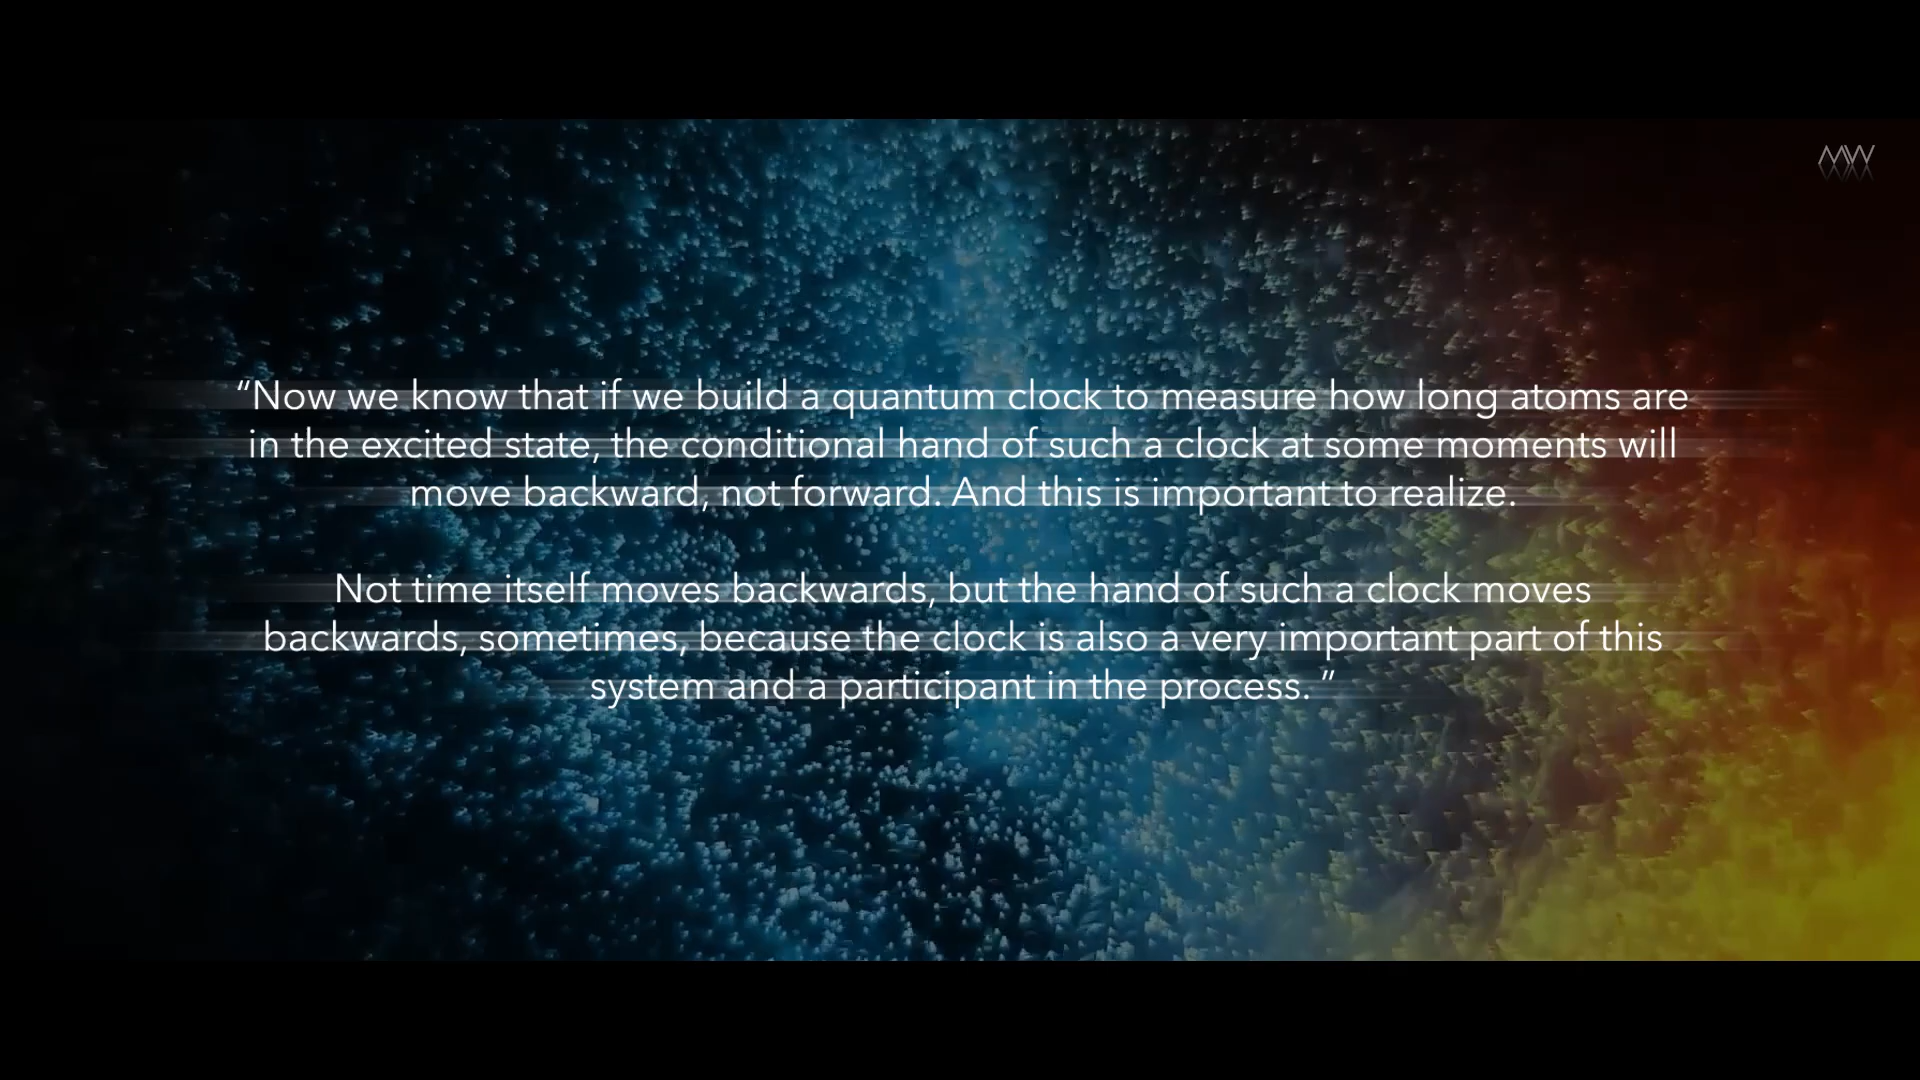 MW
“Now we know that if we build a quantum clock to measure how long atoms are
in the excited state, the conditional hand of such a clock at some moments will
move backward, not forward. And this is important to realize.
Not time itself moves backwards, but the hand of such a clock moves
backwards, sometimes, because the clock is also a very important part of this
system and a participant in the process. ”